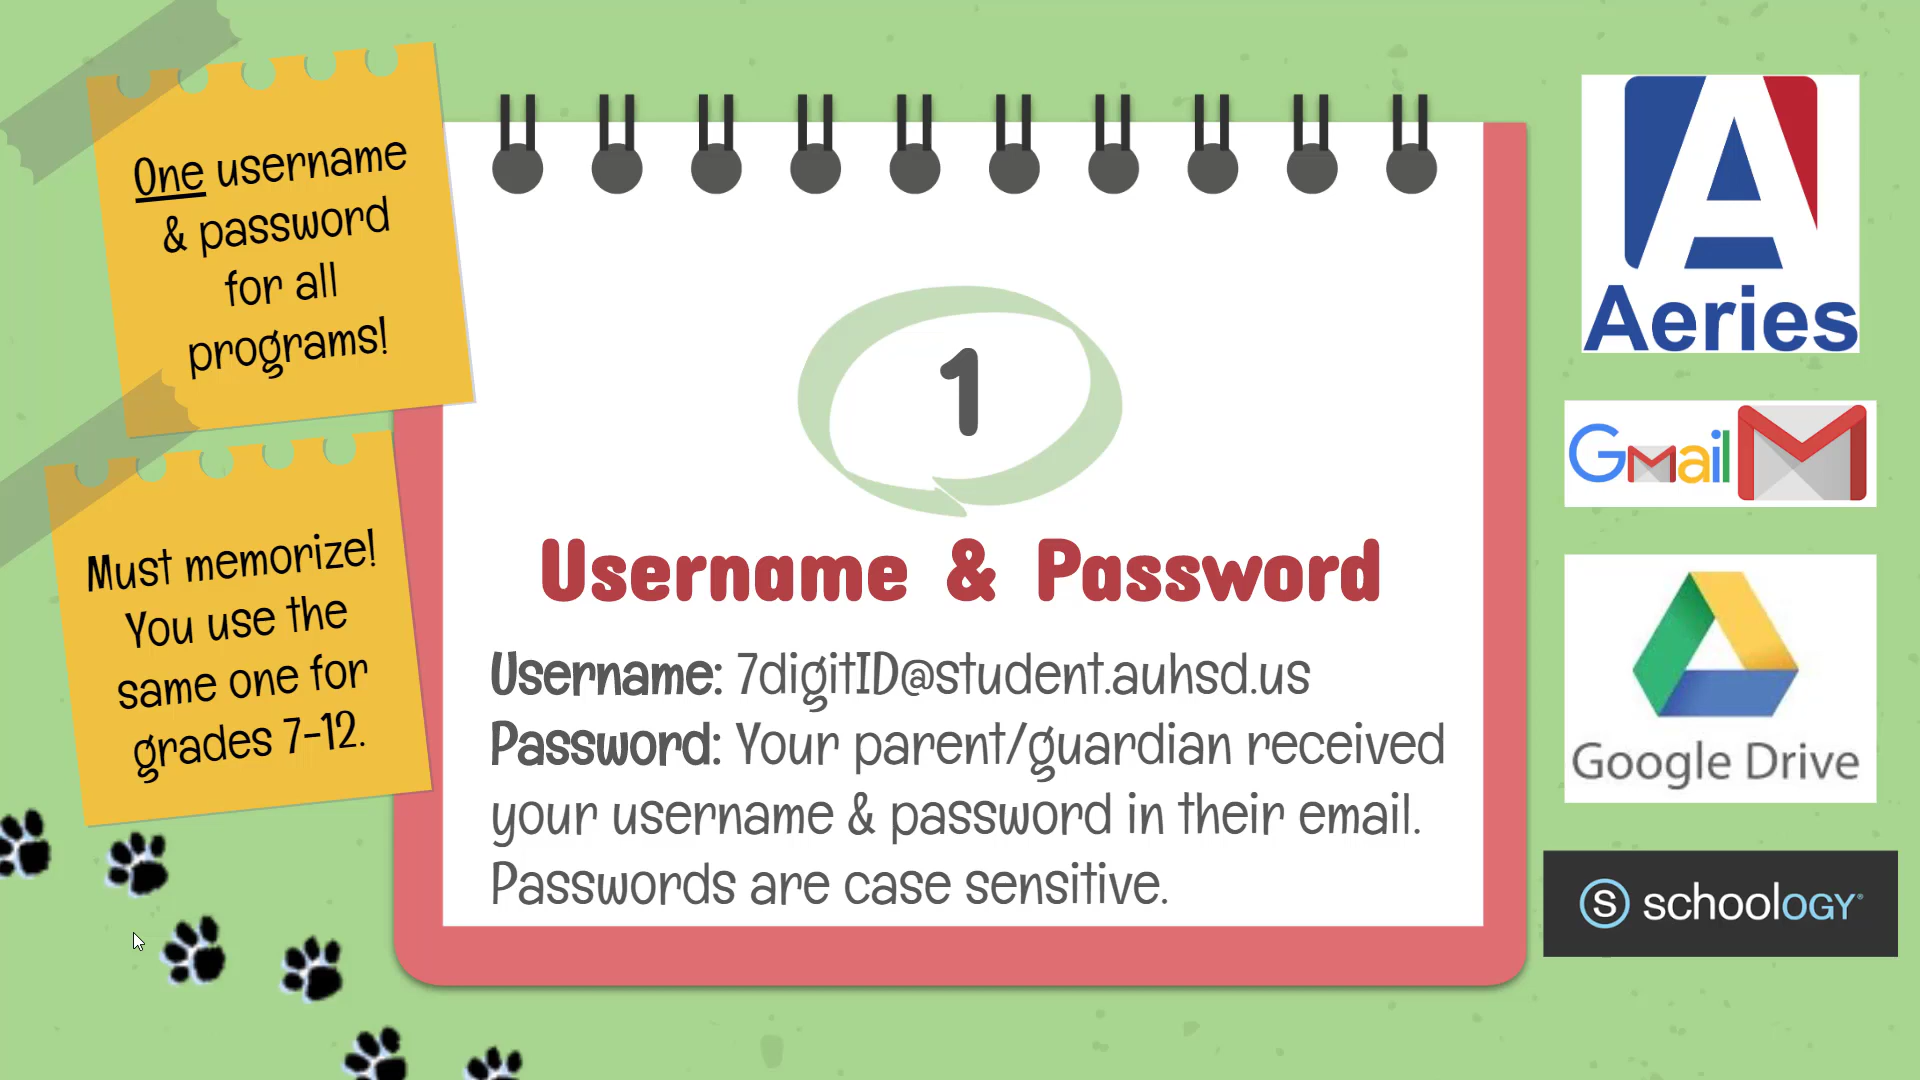 One username
& password
for all
programs!
Must memorize!
You use the
same one for
grades 7-12.
1
Username & Password
Username: 7digitID@student.auhsd.us
Password: Your parent/guardian received
your username & password in their email.
Passwords are case sensitive.
A
Aeries
Gmail
Google Drive
S schoology®